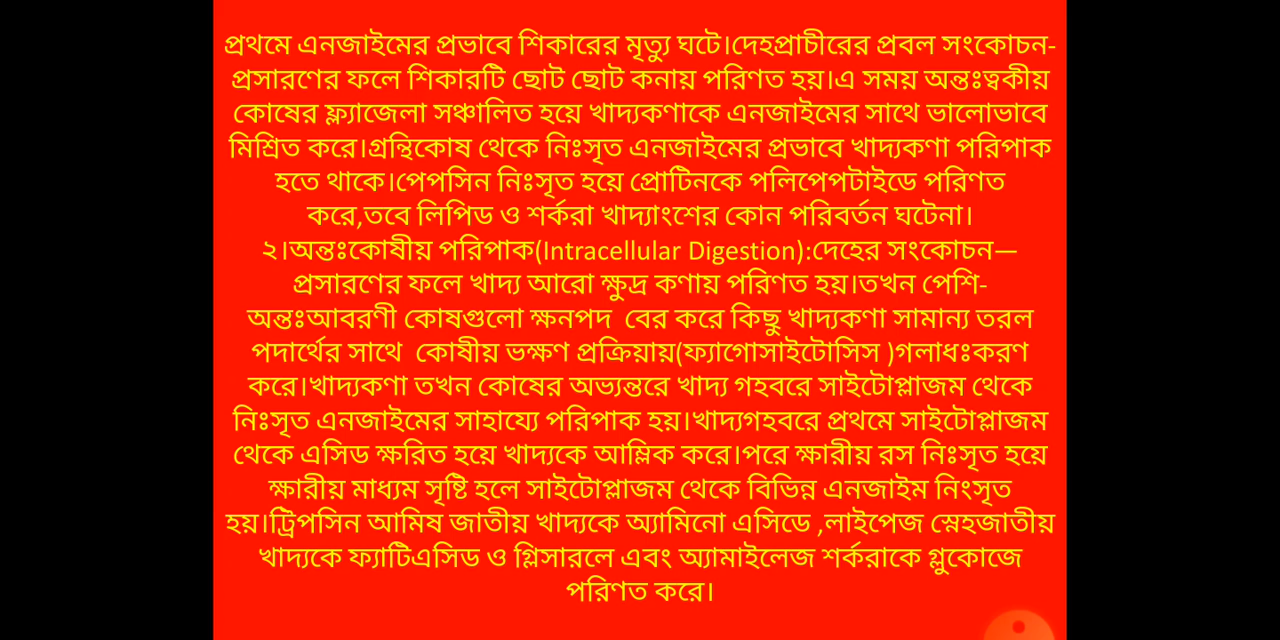 প্রথমে এনজাইমের প্রভাবে শিকারের মৃত্যু ঘটে।দেহপ্রাচীরের প্রবল সংকোচন-
প্রসারণের ফলে শিকারটি ছোট ছোট কনায় পরিণত হয়।এ সময় অন্তঃত্বকীয়
কোষের ফ্ল্যাজেলা সঞ্চালিত হয়ে খাদ্যকণাকে এনজাইমের সাথে ভালোভাবে
মিশ্রিত করে।গ্রন্থিকোষ থেকে নিঃসৃত এনজাইমের প্রভাবে খাদ্যকণা পরিপাক
হতে থাকে।পেপসিন নিঃসৃত হয়ে প্রোটিনকে পলিপেপটাইডে পরিণত
করে,তবে লিপিড ও শর্করা খাদ্যাংশের কোন পরিবর্তন ঘটেনা।
২।অন্তঃকোষীয় পরিপাক(Intracellular Digestion):দেহের সংকোচন—
প্রসারণের ফলে খাদ্য আরো ক্ষুদ্র কণায় পরিণত হয়।তখন পেশি-
অন্তঃআবরণী কোষগুলো ক্ষনপদ  বের করে কিছু খাদ্যকণা সামান্য তরল
পদার্থের সাথে  কোষীয় ভক্ষণ প্রক্রিয়ায়(ফ্যাগোসাইটোসিস )গলাধঃকরণ
করে।খাদ্যকণা তখন কোষের অভ্যন্তরে খাদ্য গহবরে সাইটোপ্লাজম থেকে
নিঃসৃত এনজাইমের সাহায্যে পরিপাক হয়।খাদ্যগহবরে প্রথমে সাইটোপ্লাজম
থেকে এসিড ক্ষরিত হয়ে খাদ্যকে আম্লিক করে।পরে ক্ষারীয় রস নিঃসৃত হয়ে
ক্ষারীয় মাধ্যম সৃষ্টি হলে সাইটোপ্লাজম থেকে বিভিন্ন এনজাইম নিংসৃত
হয়।ট্রিপসিন আমিষ জাতীয় খাদ্যকে অ্যামিনো এসিডে ,লাইপেজ স্নেহজাতীয়
খাদ্যকে ফ্যাটিএসিড ও গ্লিসারলে এবং অ্যামাইলেজ শর্করাকে গ্লুকোজে
পরিণত করে।